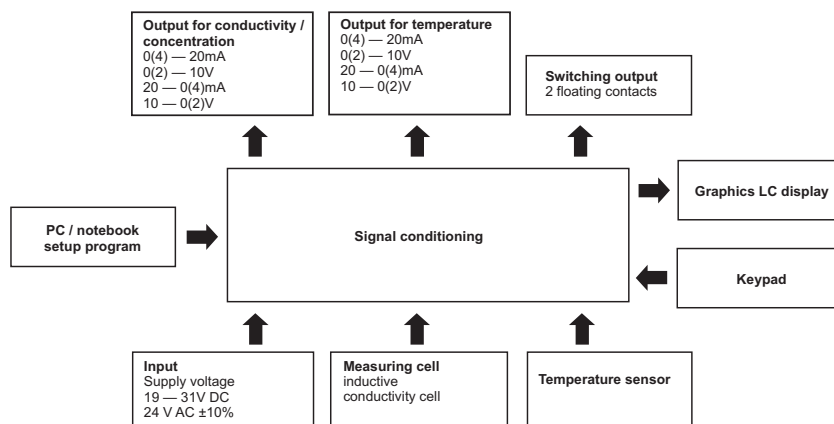 Output for conductivity /
concentration
0(4) — 20mA
0(2) — 10V
20 — 0(4)mA
10 — 0(2)V
Output for temperature
0(4) — 20mA
0(2) — 10V
20 — 0(4)mA
10 — 0(2)V
Switching output
2 floating contacts
Graphics LC display
PC / notebook
setup program
Signal conditioning
Keypad
Input
Supply voltage
19 — 31V DC
24 V AC ±10%
Measuring cell
inductive
conductivity cell
Temperature sensor